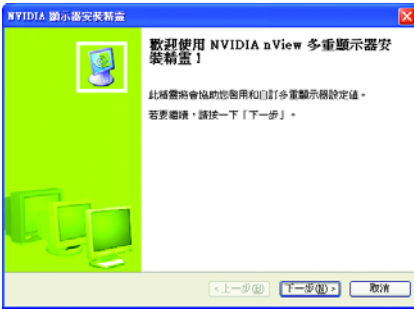 NVIDIA 顯示器安裝精靈
歡迎使用 NVIDIA nView 多重顯示器安
裝精靈！
此精靈將會協助您啟用和自訂多重顯示器設定值。
若要繼續，請按一下「下一步」。
<上一步(B)
下一步(N)>
取消